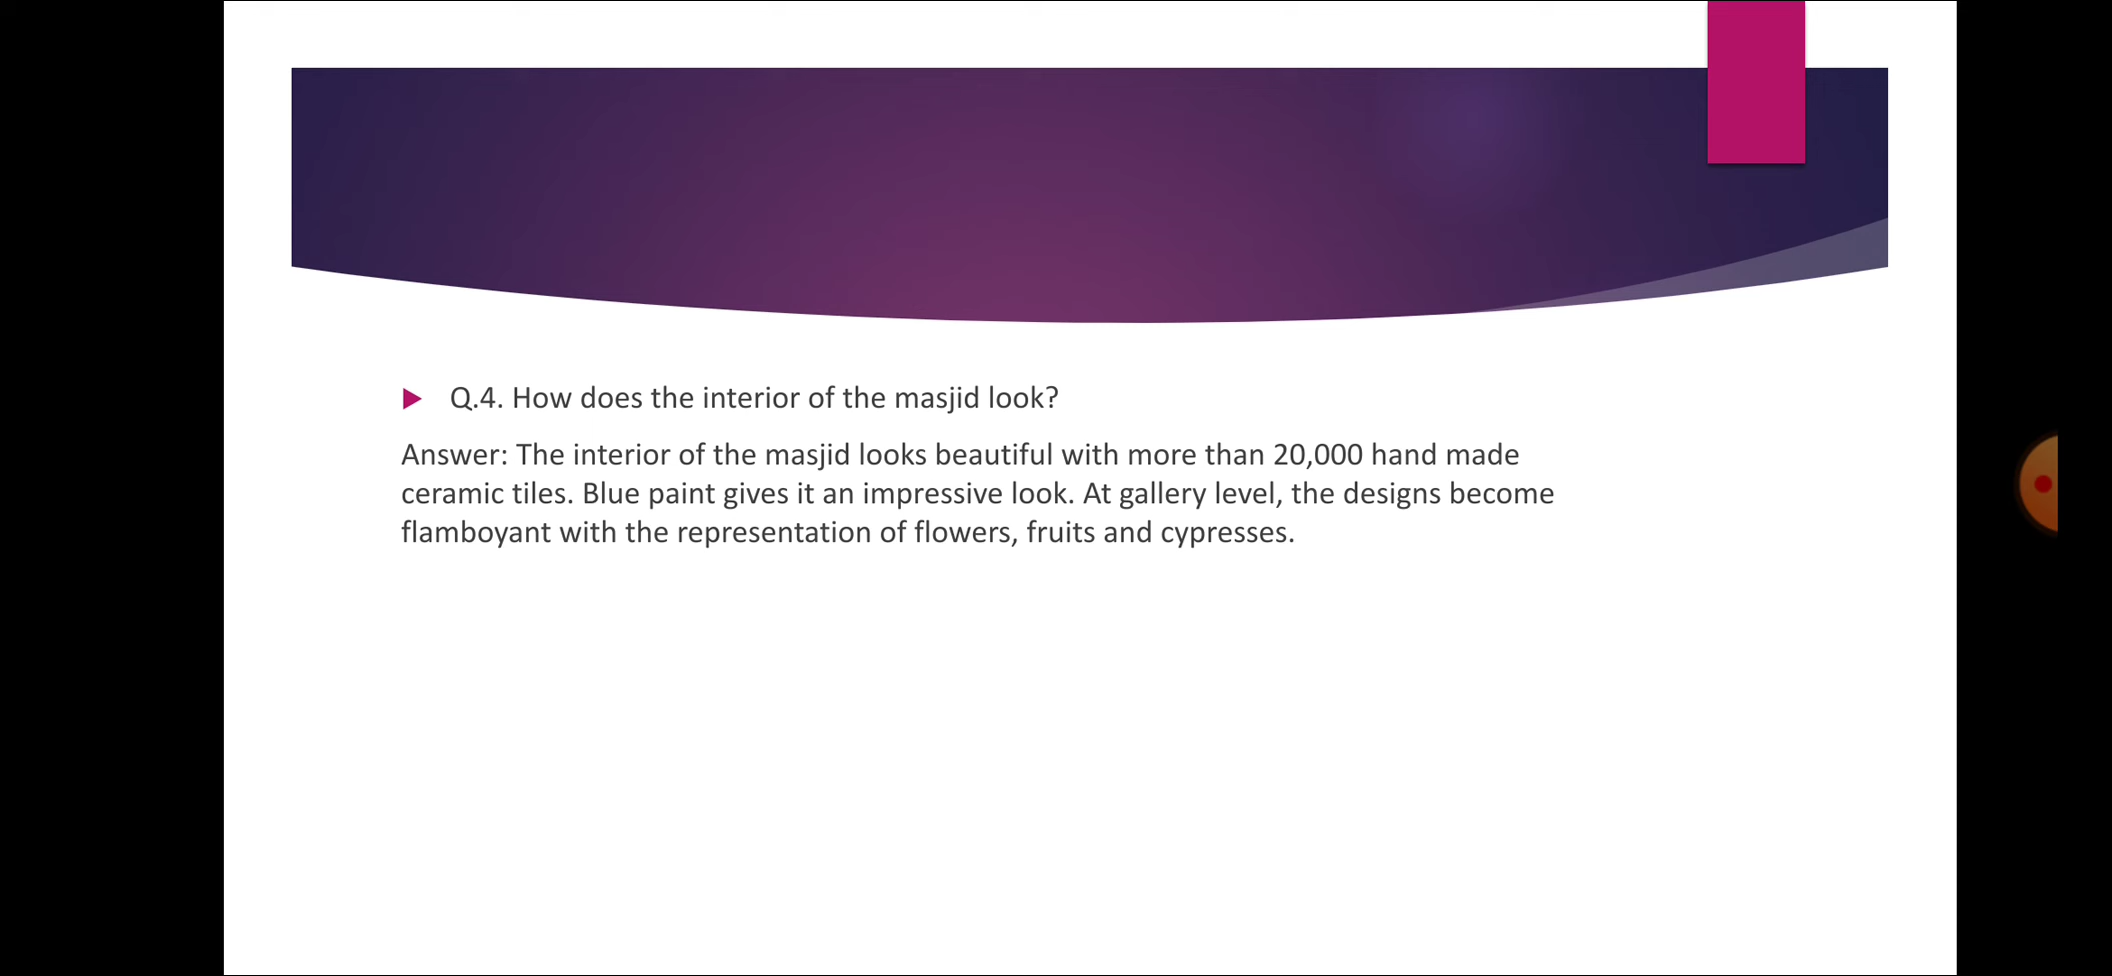 Q.4. How does the interior of the masjid look?
Answer: The interior of the masjid looks beautiful with more than 20,000 hand made
ceramic tiles. Blue paint gives it an impressive look. At gallery level, the designs become
flamboyant with the representation of flowers, fruits and cypresses.